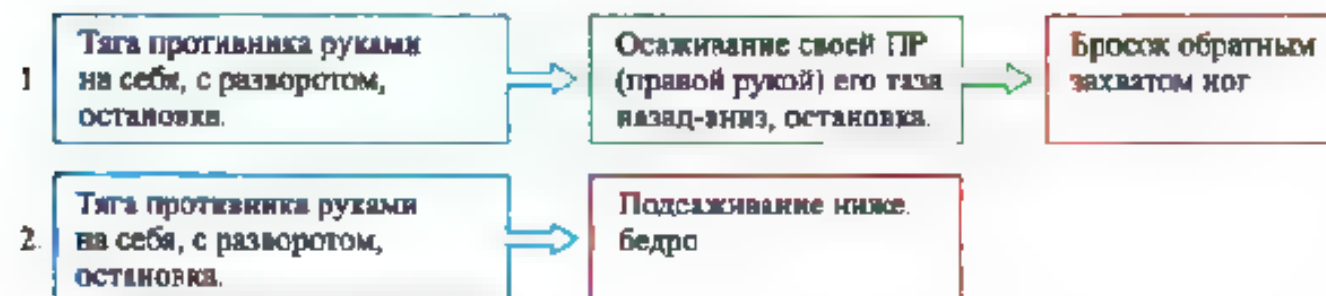 1
Тяга противника руками
на себя, с разворотом,
остановка.
Осаживание своей ПР
(правой рукой) его таза
назад-вниз, остановка.
Бросок обратным
захватом ног
2.
Тяга противника руками
на себя, с разворотом,
остановка.
Подсаживание ниже.
бедро